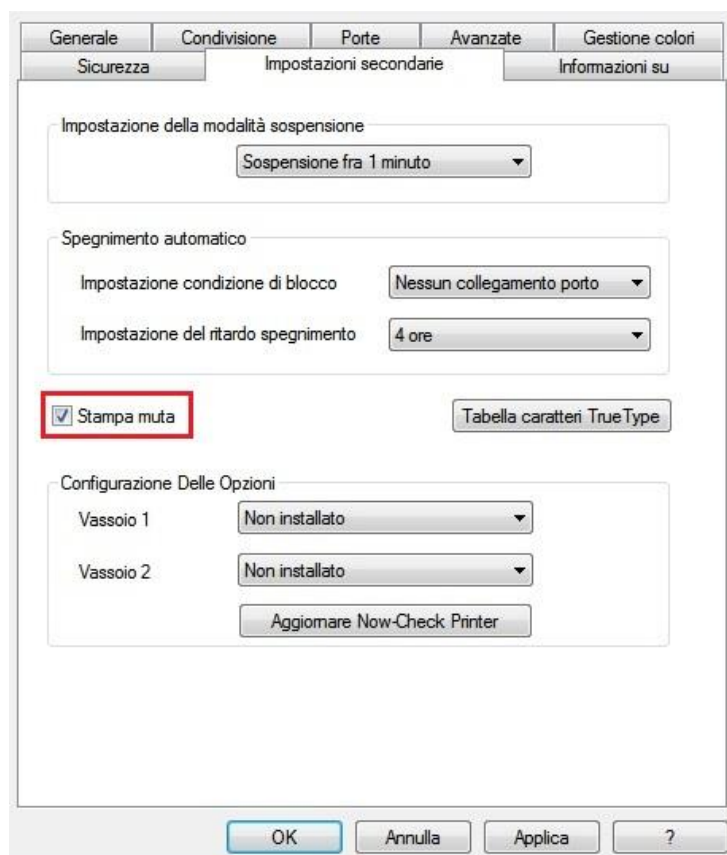 Generale Condivisione Porte Avanzate Gestione colori
Sicurezza Impostazioni secondarie Informazioni su
Impostazione della modalità sospensione
Sospensione fra 1 minuto
Spegnimento automatico
Impostazione condizione di blocco Nessun collegamento porto
Impostazione del ritardo spegnimento 4 ore
Stampa muta Tabella caratteri TrueType
Configurazione Delle Opzioni
Vassoio 1 Non installato
Vassoio 2 Non installato
Aggiornare Now-Check Printer
OK Annulla Applica ?